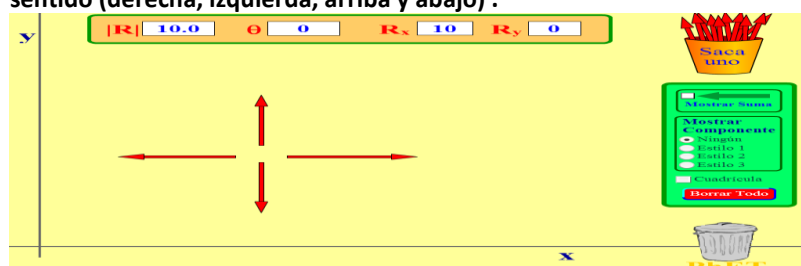 sentido (derecha, izquierda, arriba y abajo) .
y
|R| 10.0 θ 0 Rx 10 Ry 0
Saca
uno
Mostrar Suma
Mostrar
Componente
Ningún
Estilo 1
Estilo 2
Estilo 3
Cuadrícula
Borrar Todo
x
PhET